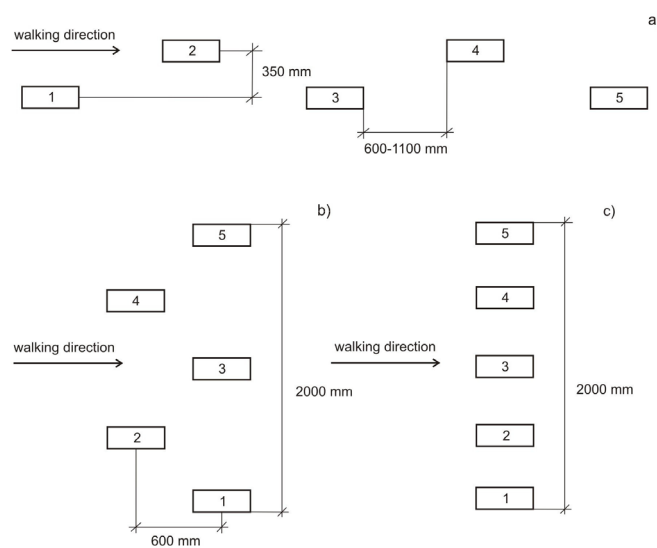 a
walking direction
2
4
350 mm
1
3
5
600-1100 mm
b)
c)
5
5
4
4
walking direction
walking direction
3
3
2000 mm
2000 mm
2
2
1
1
600 mm